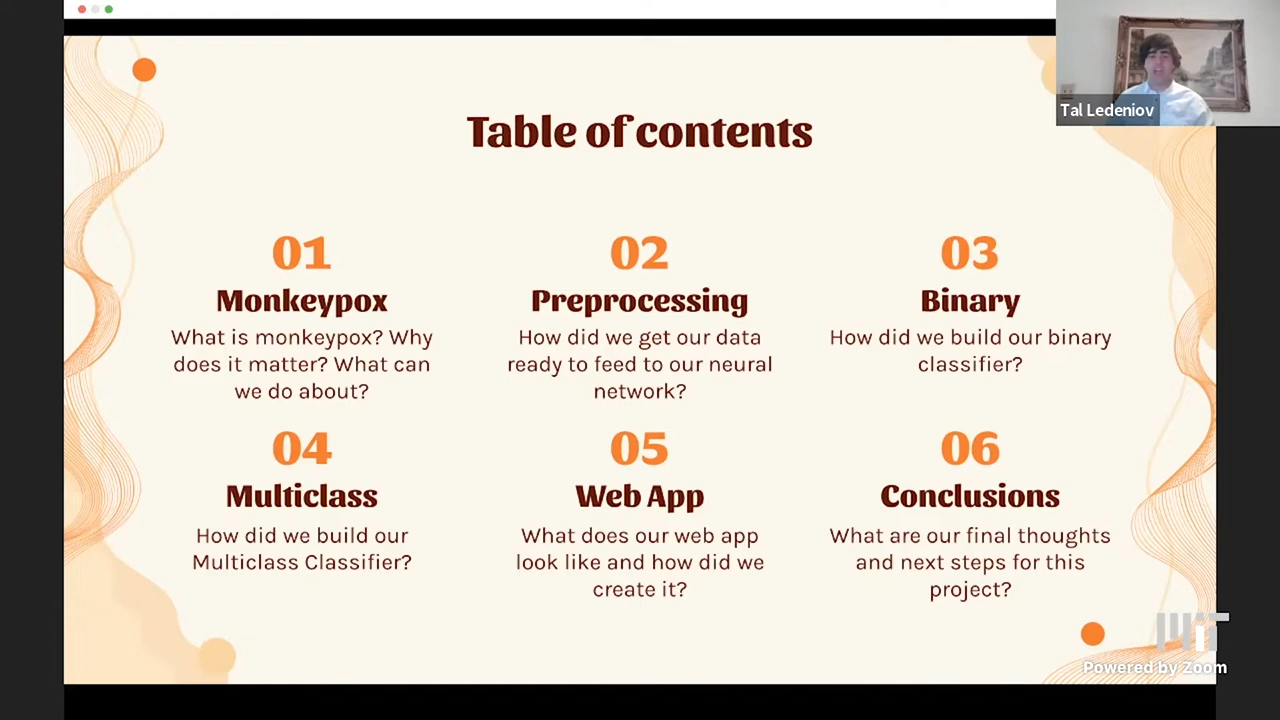 Tal Ledeniov
Table of contents
01
Monkeypox
What is monkeypox? Why
does it matter? What can
we do about?
02
Preprocessing
How did we get our data
ready to feed to our neural
network?
03
Binary
How did we build our binary
classifier?
04
Multiclass
How did we build our
Multiclass Classifier?
05
Web App
What does our web app
look like and how did we
create it?
06
Conclusions
What are our final thoughts
and next steps for this
project?
MIT
Powered by Zoom